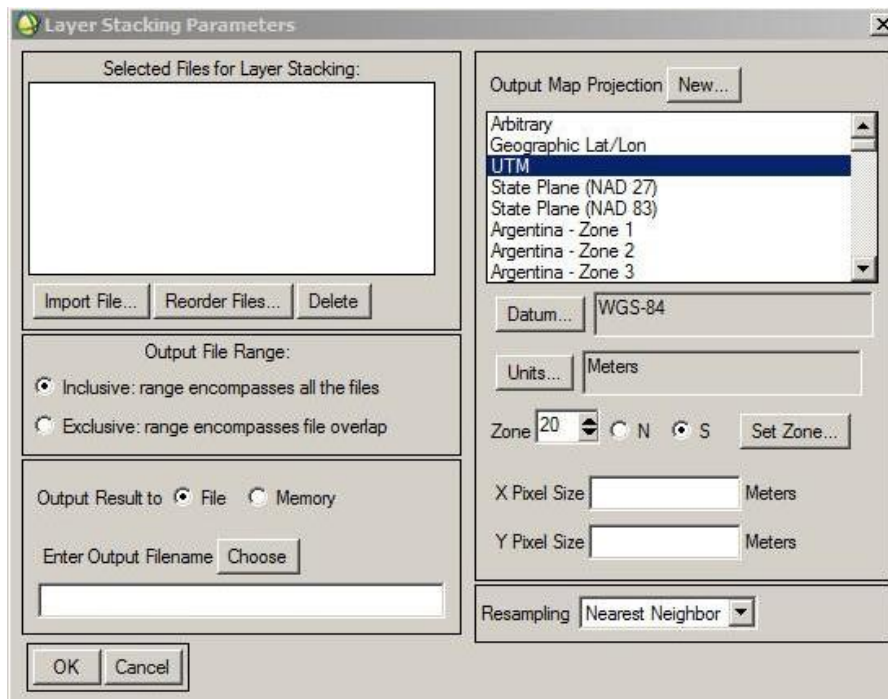 Layer Stacking Parameters
Selected Files for Layer Stacking:
Import File...
Reorder Files...
Delete
Output File Range:
Inclusive: range encompasses all the files
Exclusive: range encompasses file overlap
Output Result to File Memory
Enter Output Filename Choose
OK
Cancel
Output Map Projection New...
Arbitrary
Geographic Lat/Lon
UTM
State Plane (NAD 27)
State Plane (NAD 83)
Argentina - Zone 1
Argentina - Zone 2
Argentina - Zone 3
Datum... WGS-84
Units... Meters
Zone 20 N S Set Zone...
X Pixel Size Meters
Y Pixel Size Meters
Resampling Nearest Neighbor